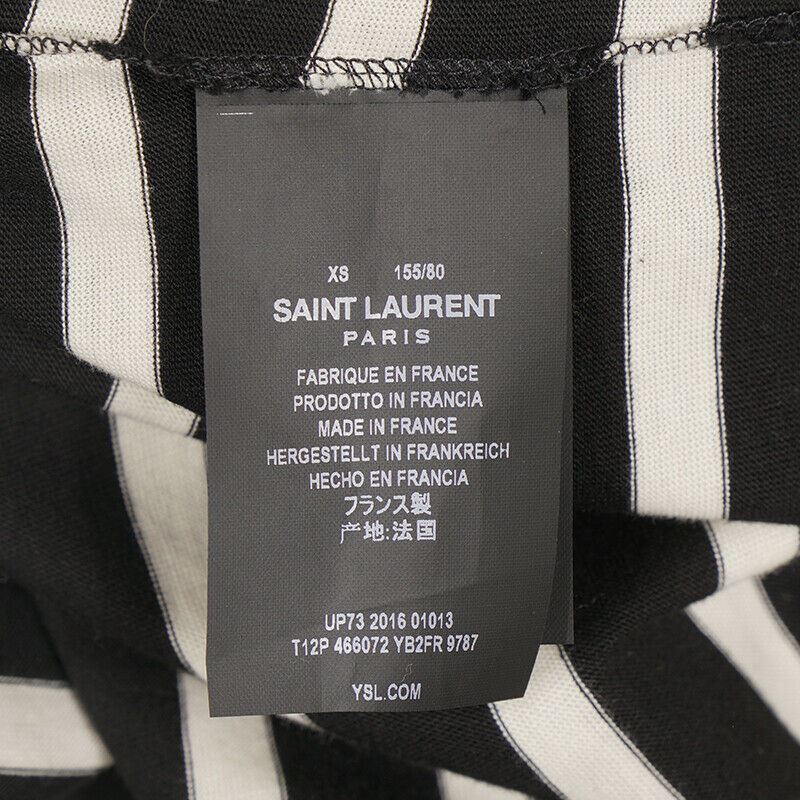 XS 155/80
SAINT LAURENT
PARIS
FABRIQUE EN FRANCE
PRODOTTO IN FRANCIA
MADE IN FRANCE
HERGESTELLT IN FRANKREICH
HECHO EN FRANCIA
フランス製
产地:法国
UP73 2016 01013
T12P 466072 YB2FR 9787
YSL.COM